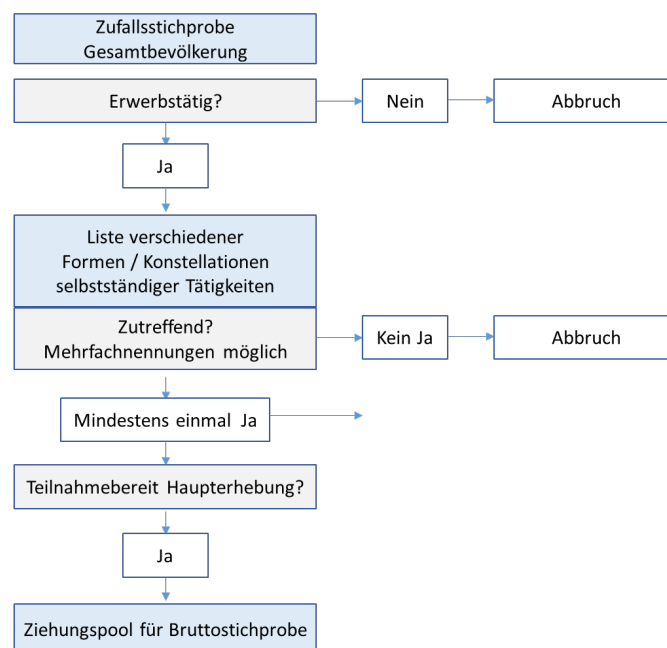 Zufallsstichprobe
Gesamtbevölkerung
Erwerbstätig?
Nein
Abbruch
Ja
Liste verschiedener
Formen / Konstellationen
selbstständiger Tätigkeiten
Zutreffend?
Mehrfachnennungen möglich
Kein Ja
Abbruch
Mindestens einmal Ja
Teilnahmebereit Haupterhebung?
Ja
Ziehungspool für Bruttostichprobe